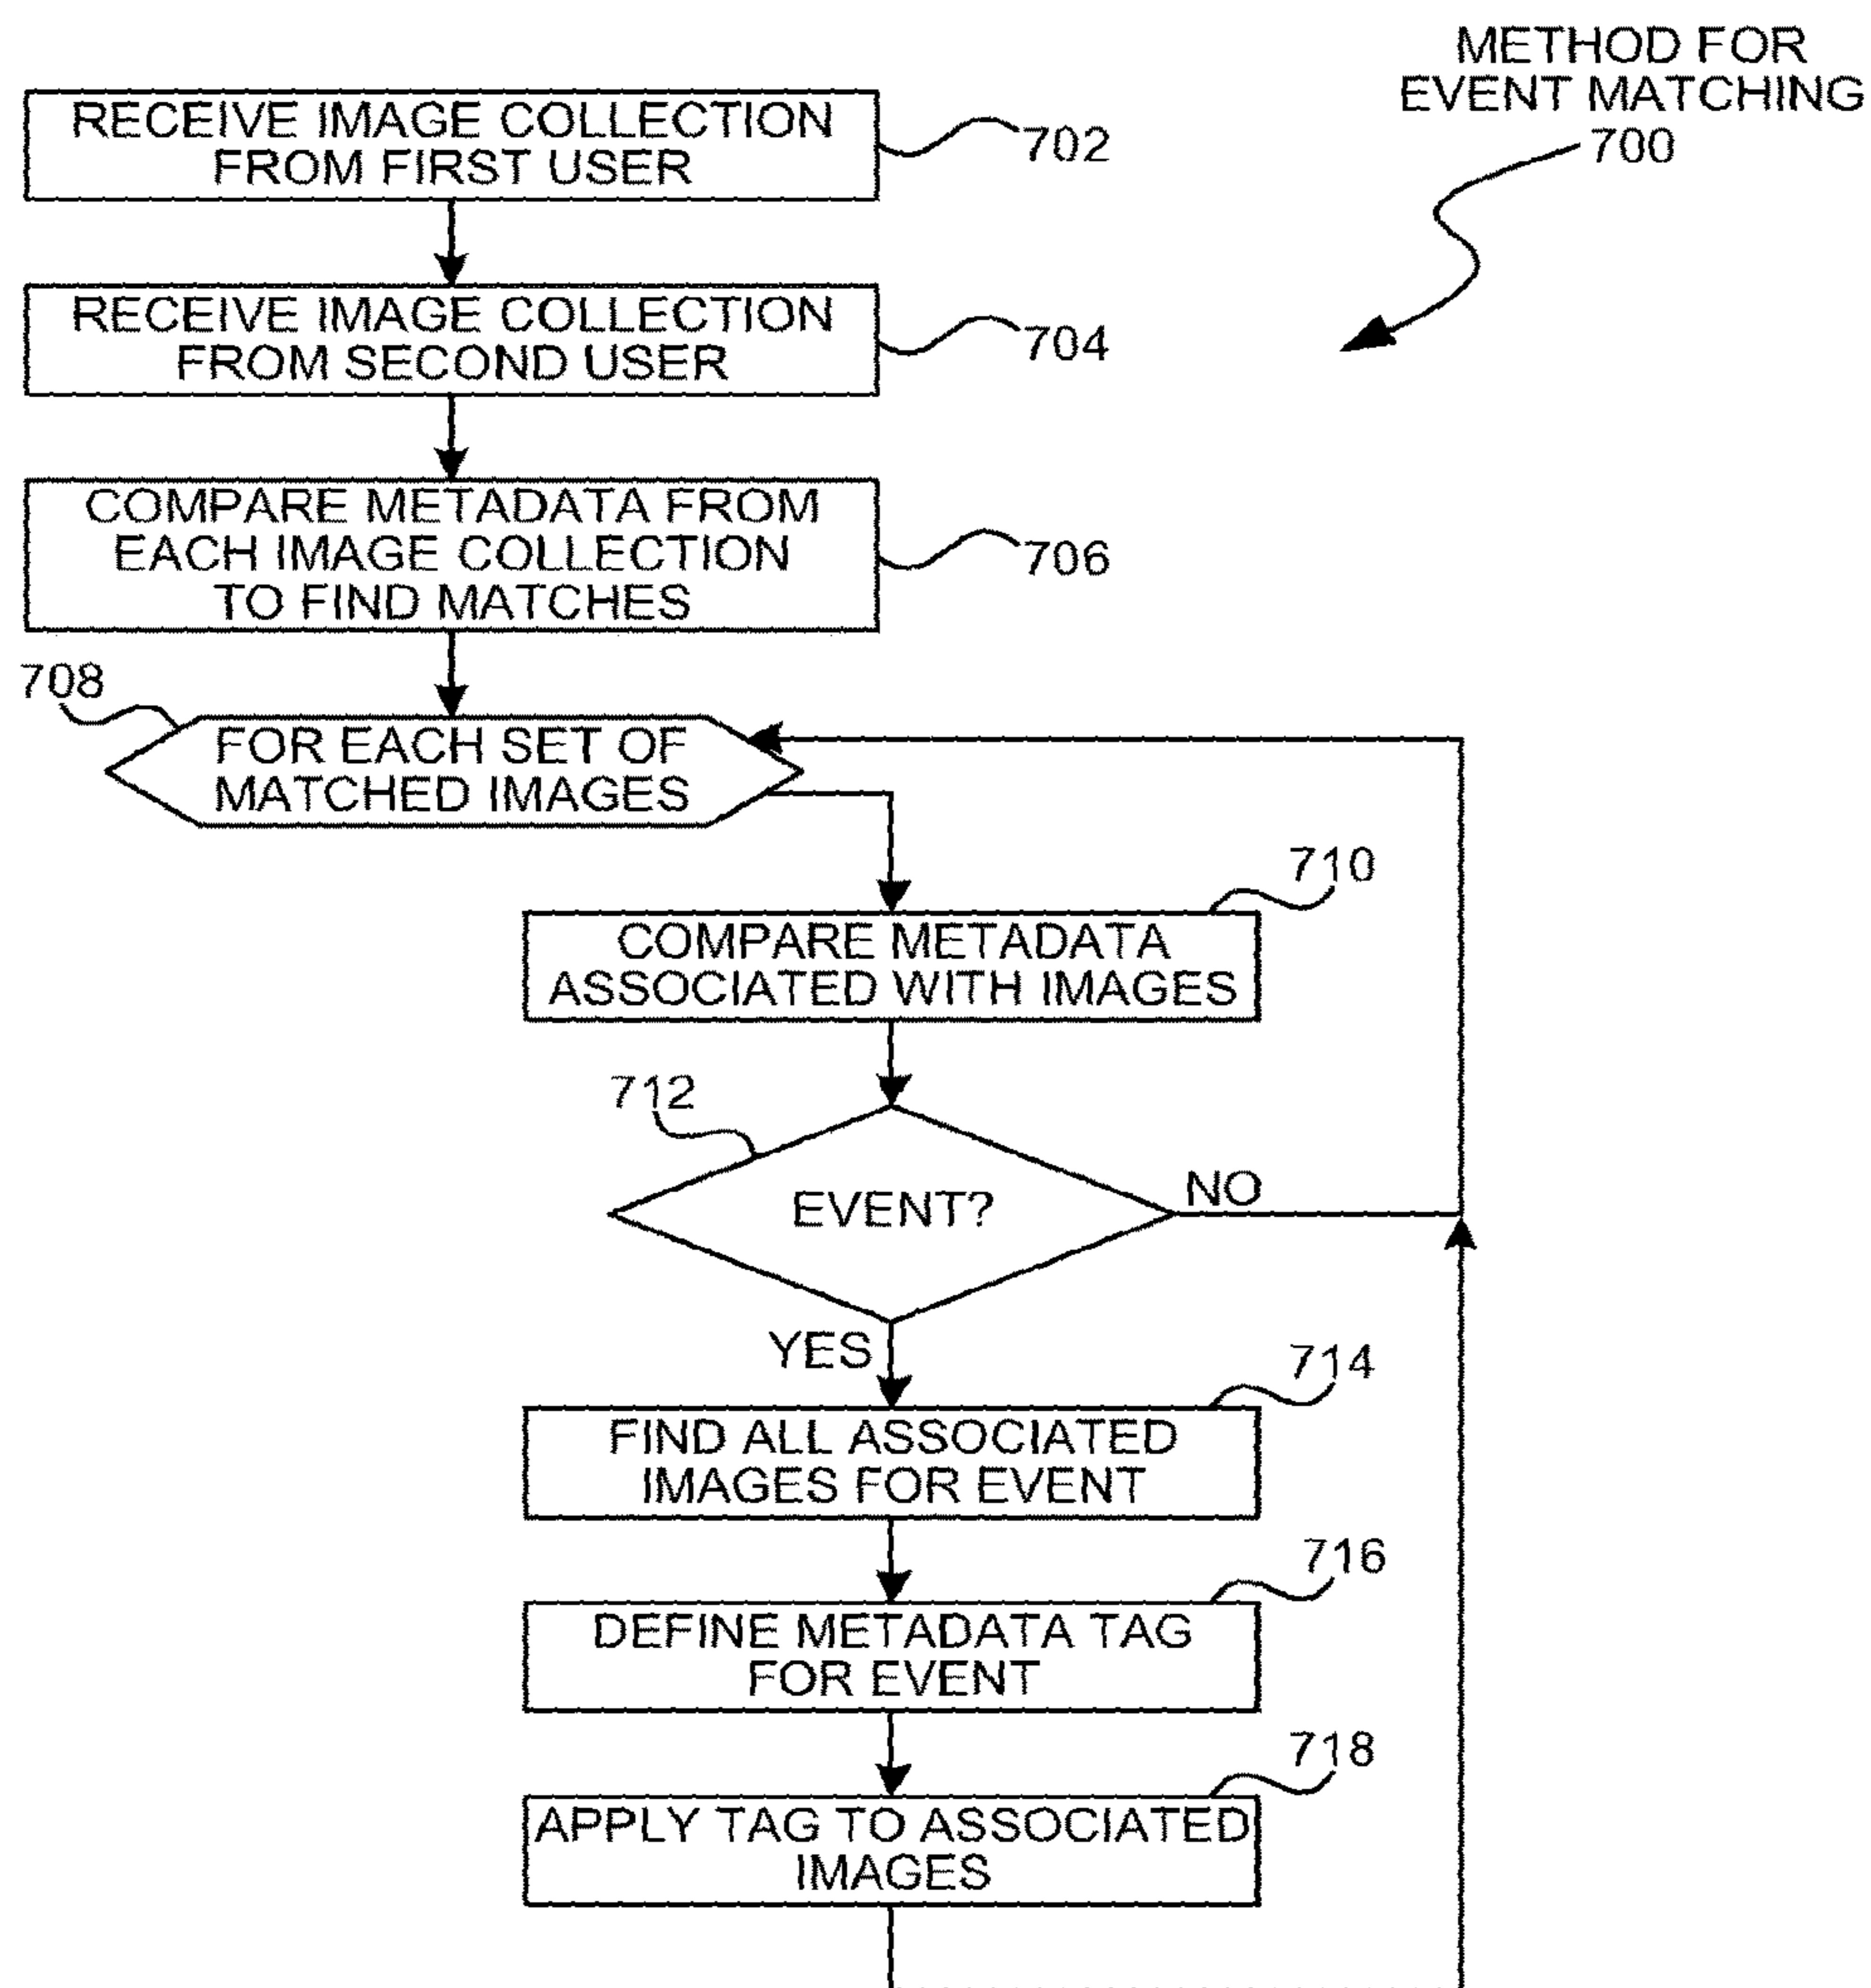 METHOD FOR
EVENT MATCHING
700
RECEIVE IMAGE COLLECTION
FROM FIRST USER
702
RECEIVE IMAGE COLLECTION
FROM SECOND USER
704
COMPARE METADATA FROM
EACH IMAGE COLLECTION
TO FIND MATCHES
706
708
FOR EACH SET OF
MATCHED IMAGES
710
COMPARE METADATA
ASSOCIATED WITH IMAGES
712
EVENT?
NO
YES
714
FIND ALL ASSOCIATED
IMAGES FOR EVENT
716
DEFINE METADATA TAG
FOR EVENT
718
APPLY TAG TO ASSOCIATED
IMAGES